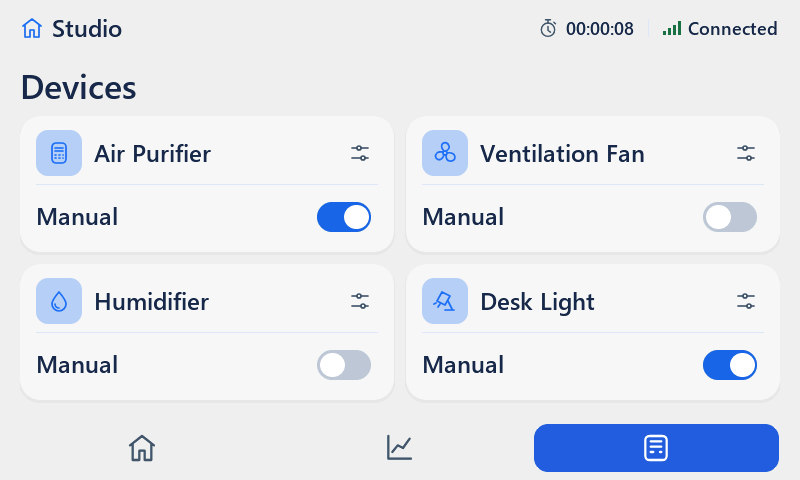 Studio
00:00:08
Connected
Devices
Air Purifier
Ventilation Fan
Manual
Manual
Humidifier
Desk Light
Manual
Manual